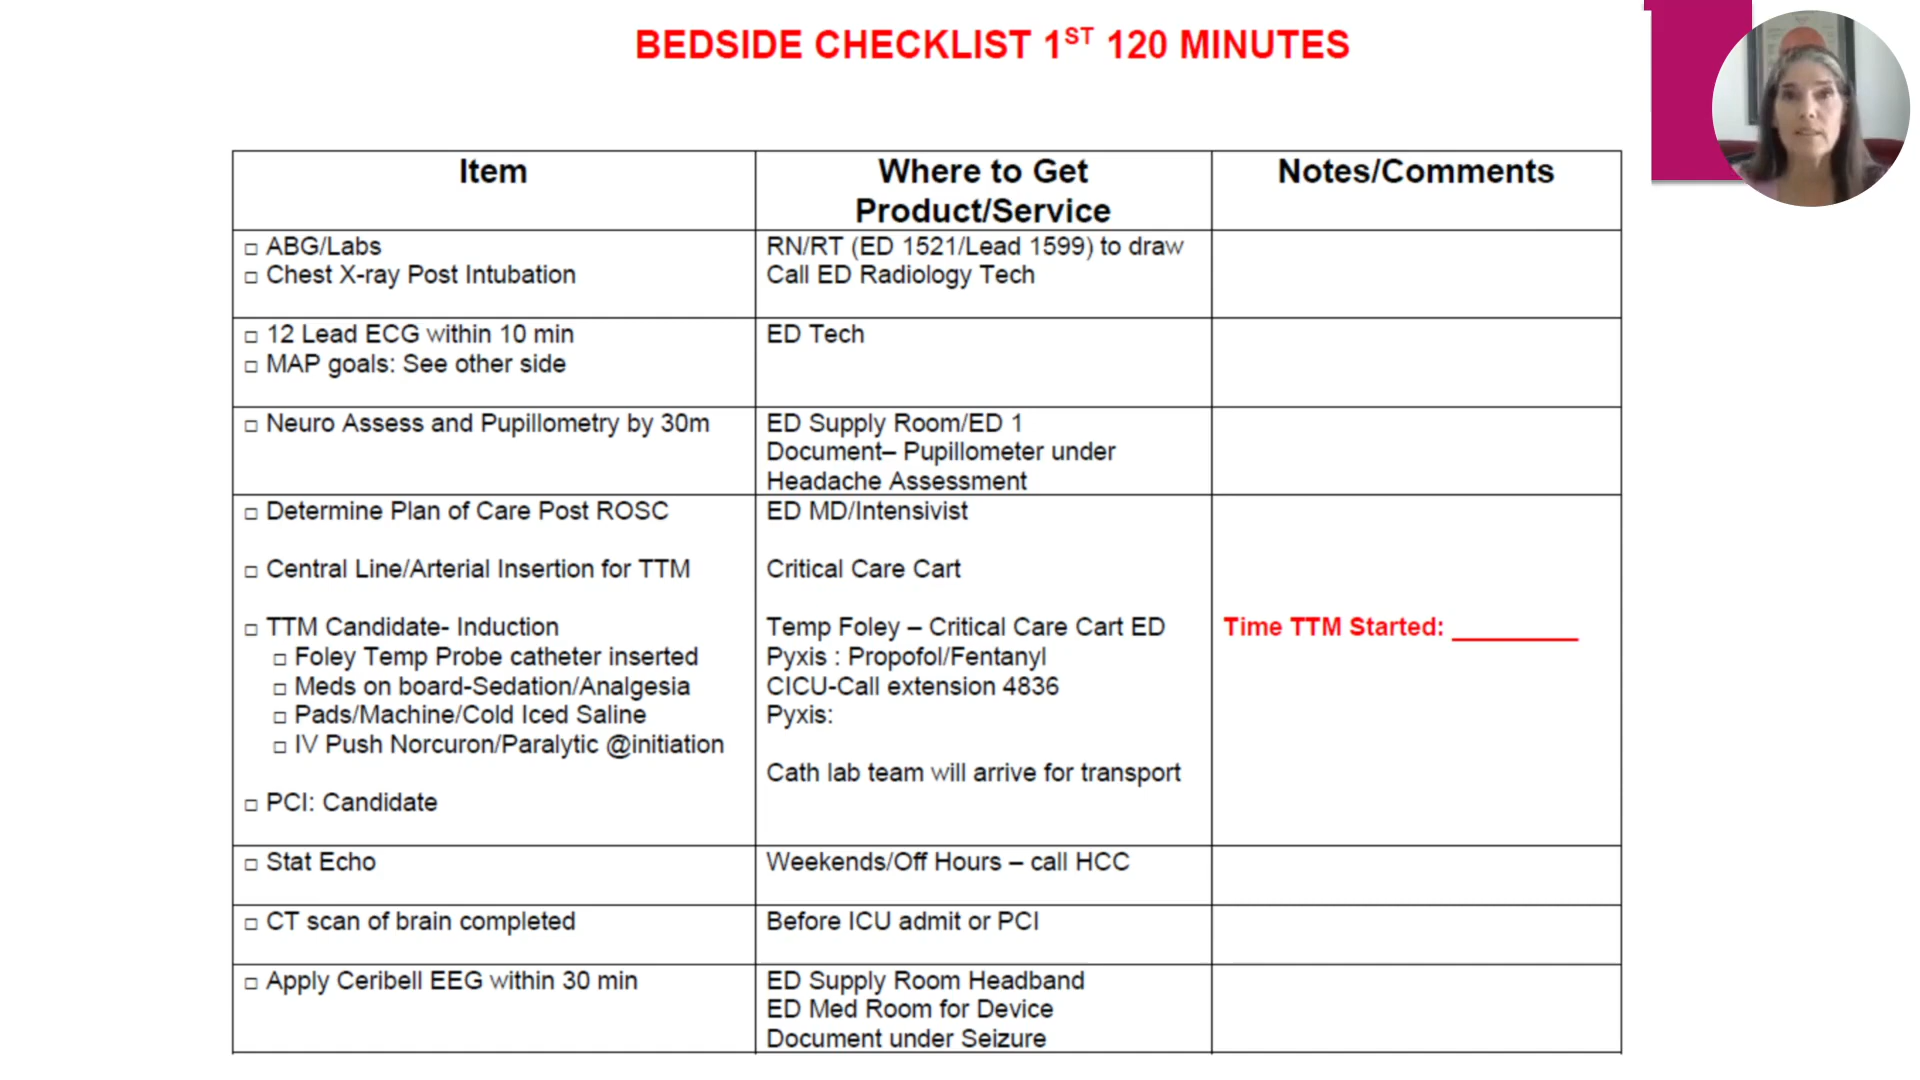 BEDSIDE CHECKLIST 1ST 120 MINUTES
Item
Where to Get
Product/Service
Notes/Comments
□ ABG/Labs
□ Chest X-ray Post Intubation
RN/RT (ED 1521/Lead 1599) to draw
Call ED Radiology Tech
□ 12 Lead ECG within 10 min
□ MAP goals: See other side
ED Tech
□ Neuro Assess and Pupillometry by 30m
ED Supply Room/ED 1
Document– Pupillometer under
Headache Assessment
□ Determine Plan of Care Post ROSC
□ Central Line/Arterial Insertion for TTM
□ TTM Candidate- Induction
□ Foley Temp Probe catheter inserted
□ Meds on board-Sedation/Analgesia
□ Pads/Machine/Cold Iced Saline
□ IV Push Norcuron/Paralytic @initiation
□ PCI: Candidate
ED MD/Intensivist
Critical Care Cart
Temp Foley – Critical Care Cart ED
Pyxis : Propofol/Fentanyl
CICU-Call extension 4836
Pyxis:
Cath lab team will arrive for transport
Time TTM Started: _________
□ Stat Echo
Weekends/Off Hours – call HCC
□ CT scan of brain completed
Before ICU admit or PCI
□ Apply Ceribell EEG within 30 min
ED Supply Room Headband
ED Med Room for Device
Document under Seizure